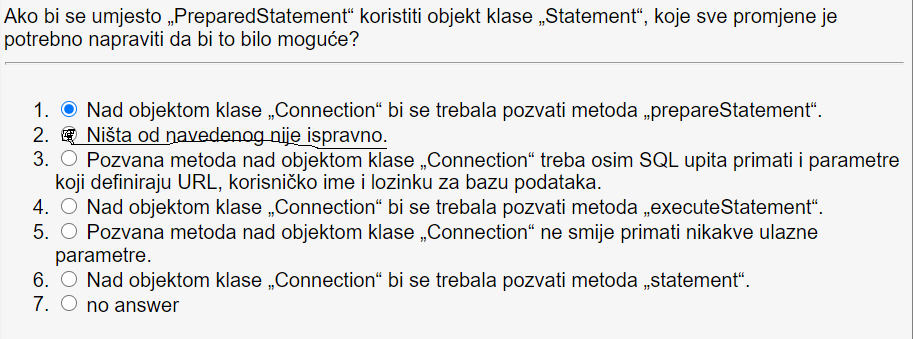 Ako bi se umjesto „PreparedStatement“ koristiti objekt klase „Statement“, koje sve promjene je
potrebno napraviti da bi to bilo moguće?
1. Nad objektom klase „Connection“ bi se trebala pozvati metoda „prepareStatement“.
2. Ništa od navedenog nije ispravno.
3. Pozvana metoda nad objektom klase „Connection“ treba osim SQL upita primati i parametre
koji definiraju URL, korisničko ime i lozinku za bazu podataka.
4. Nad objektom klase „Connection“ bi se trebala pozvati metoda „executeStatement“.
5. Pozvana metoda nad objektom klase „Connection“ ne smije primati nikakve ulazne
parametre.
6. Nad objektom klase „Connection“ bi se trebala pozvati metoda „statement“.
7. no answer